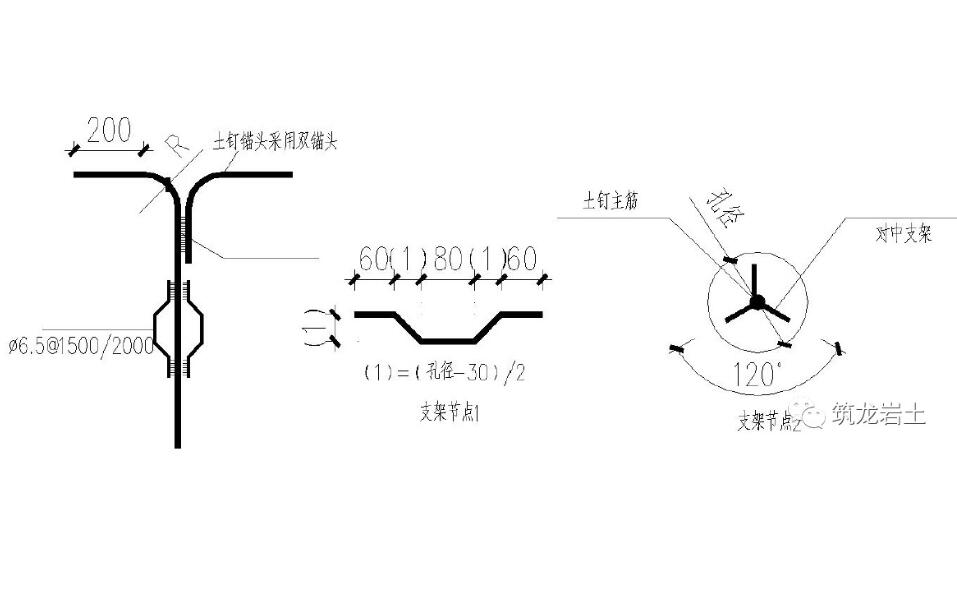 200
R
土钉锚头采用双锚头
ø6.5@1500/2000
60(1)80(1)60
(1)
(1)=(孔径-30)/2
支架节点1
土钉主筋
孔径
对中支架
120°
支架节点2
筑龙岩土